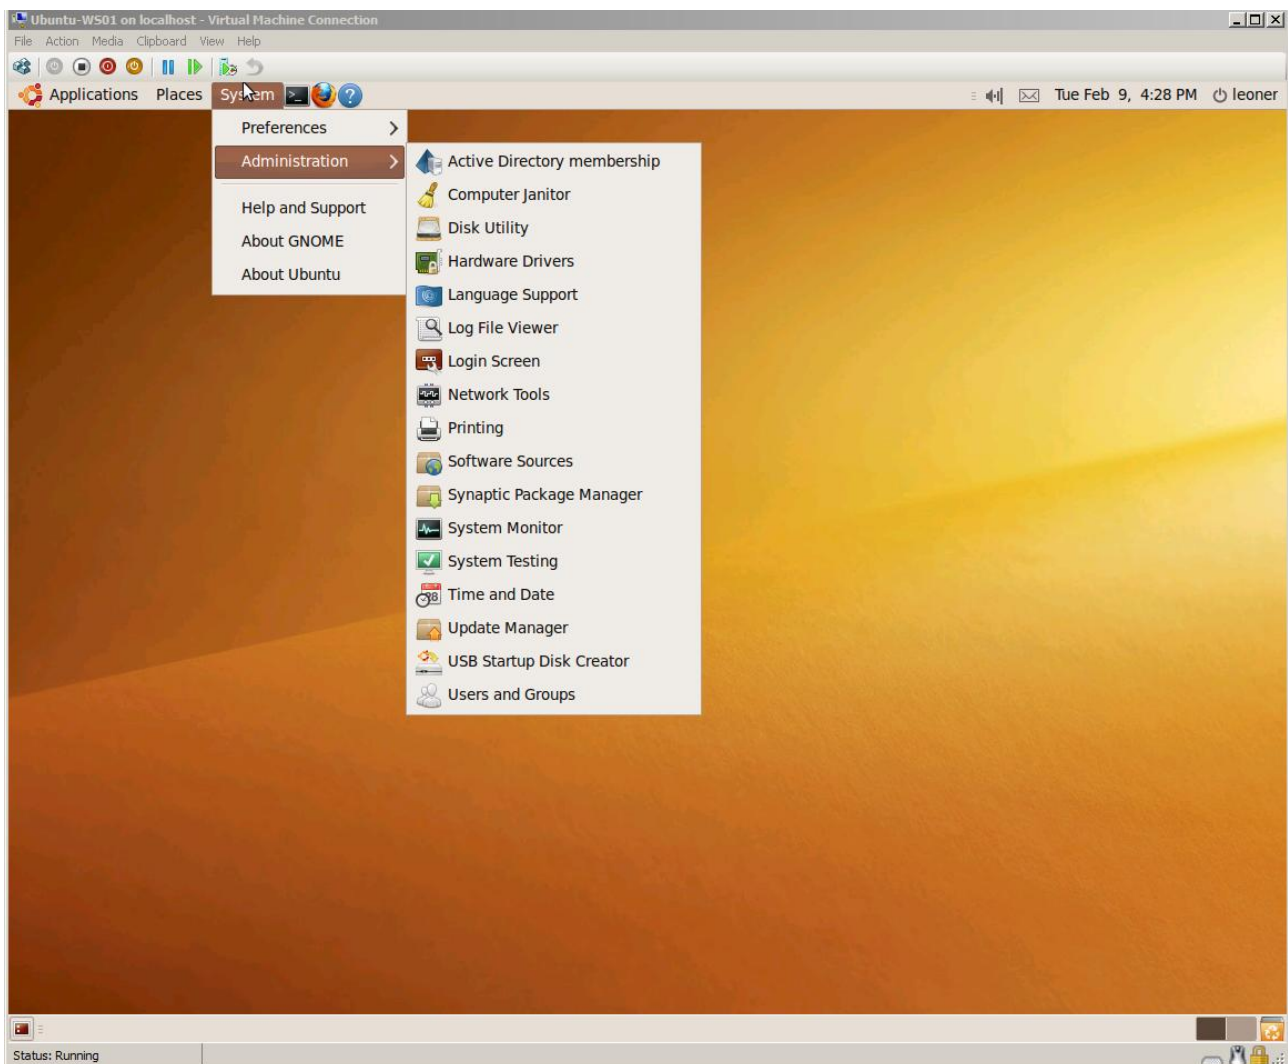 Ubuntu-WS01 on localhost - Virtual Machine Connection
File Action Media Clipboard View Help
Applications Places System
Tue Feb 9, 4:28 PM leoner
Preferences
Administration
Help and Support
About GNOME
About Ubuntu
Active Directory membership
Computer Janitor
Disk Utility
Hardware Drivers
Language Support
Log File Viewer
Login Screen
Network Tools
Printing
Software Sources
Synaptic Package Manager
System Monitor
System Testing
Time and Date
Update Manager
USB Startup Disk Creator
Users and Groups
Status: Running